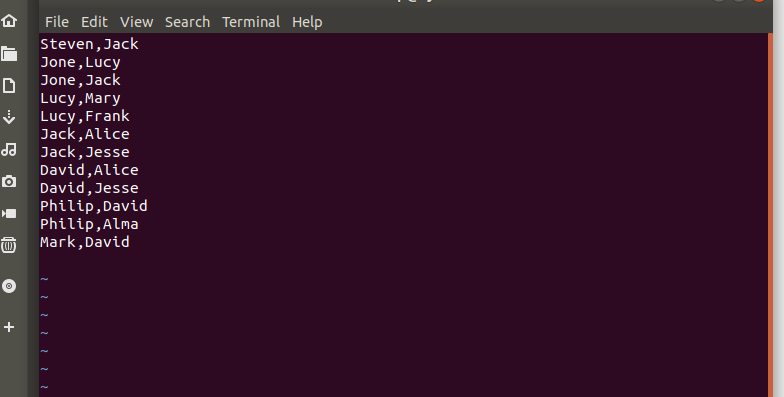 File Edit View Search Terminal Help
Steven,Jack
Jone,Lucy
Jone,Jack
Lucy,Mary
Lucy,Frank
Jack,Alice
Jack,Jesse
David,Alice
David,Jesse
Philip,David
Philip,Alma
Mark,David
~
~
~
~
~
~
~